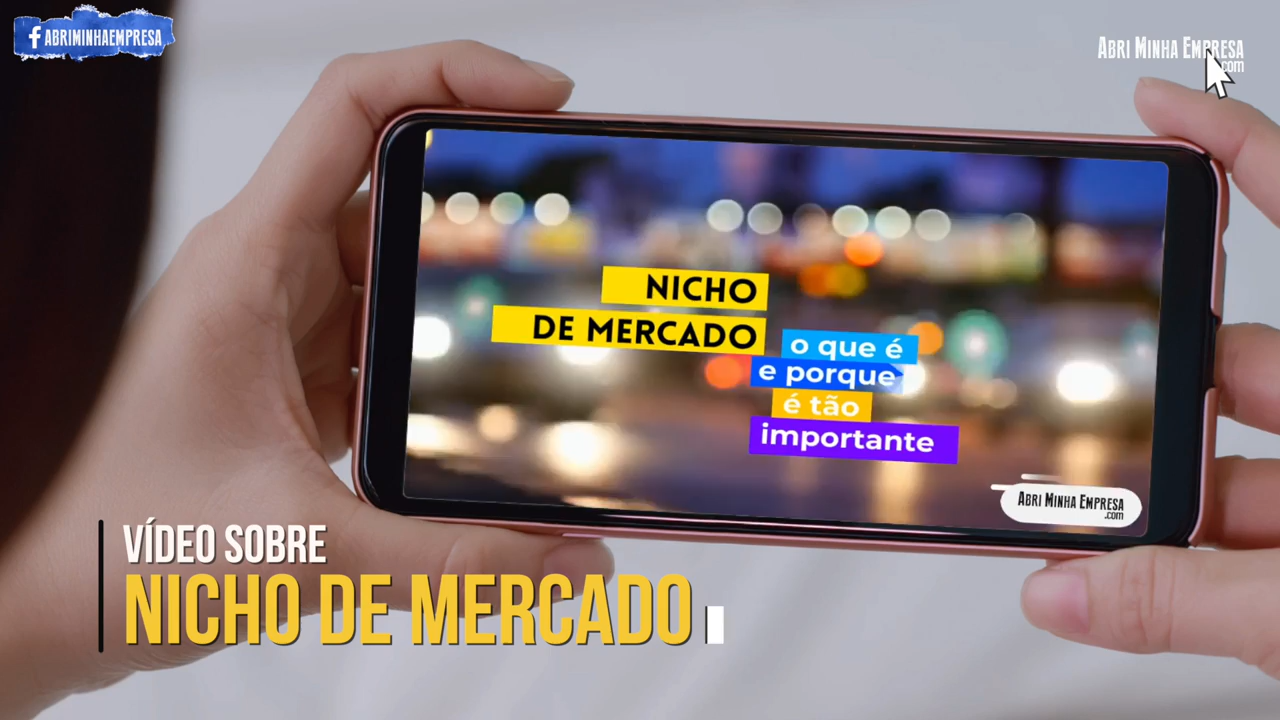 f ABRIMINHAEMPRESA
ABRI MINHA EMPRESA
.com
NICHO
DE MERCADO
o que é
e porque
é tão
importante
ABRI MINHA EMPRESA
.com
VÍDEO SOBRE
NICHO DE MERCADO